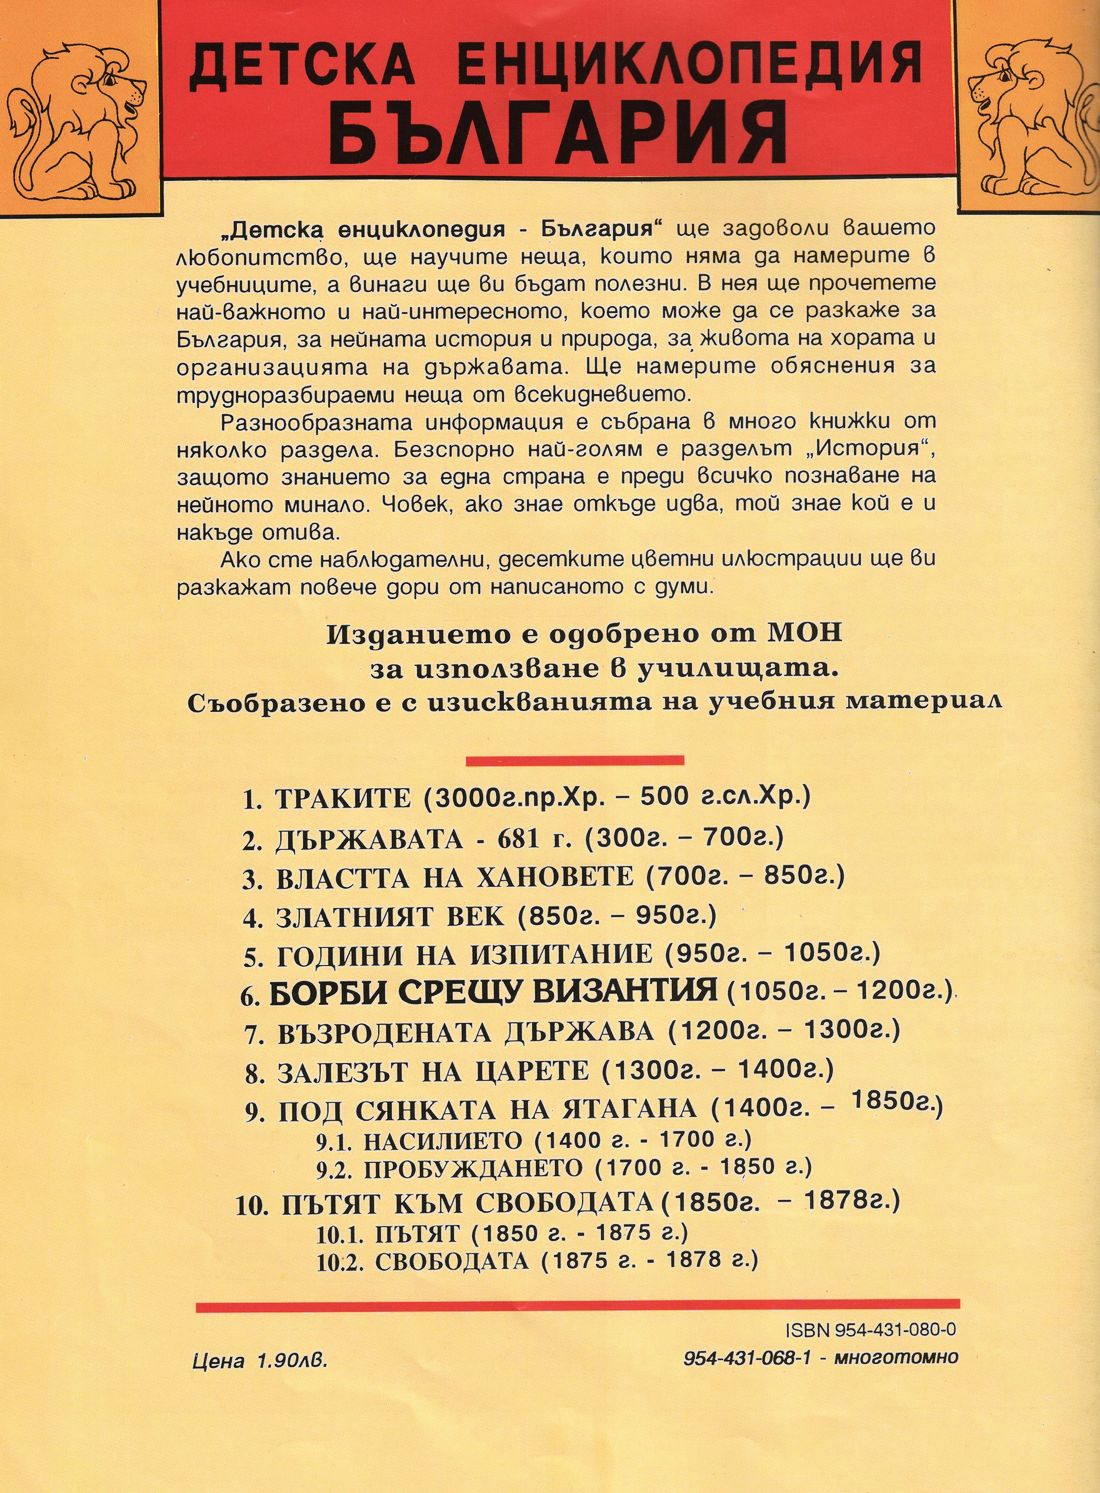 ДЕТСКА ЕНЦИКЛОПЕДИЯ
БЪЛГАРИЯ
„Детска енциклопедия - България“ ще задоволи вашето
любопитство, ще научите неща, които няма да намерите в
учебниците, а винаги ще ви бъдат полезни. В нея ще прочетете
най-важното и най-интересното, което може да се разкаже за
България, за нейната история и природа, за живота на хората и
организацията на държавата. Ще намерите обяснения за
трудноразбираеми неща от всекидневието.
Разнообразната информация е събрана в много книжки от
няколко раздела. Безспорно най-голям е разделът „История“,
защото знанието за една страна е преди всичко познаване на
нейното минало. Човек, ако знае откъде идва, той знае кой е и
накъде отива.
Ако сте наблюдателни, десетките цветни илюстрации ще ви
разкажат повече дори от написаното с думи.
Изданието е одобрено от МОН
за използване в училищата.
Съобразено е с изискванията на учебния материал
1. ТРАКИТЕ (3000г.пр.Хр. – 500 г.сл.Хр.)
2. ДЪРЖАВАТА - 681 г. (300г. – 700г.)
3. ВЛАСТТА НА ХАНОВЕТЕ (700г. – 850г.)
4. ЗЛАТНИЯТ ВЕК (850г. – 950г.)
5. ГОДИНИ НА ИЗПИТАНИЕ (950г. – 1050г.)
6. БОРБИ СРЕЩУ ВИЗАНТИЯ (1050г. – 1200г.).
7. ВЪЗРОДЕНАТА ДЪРЖАВА (1200г. – 1300г.)
8. ЗАЛЕЗЪТ НА ЦАРЕТЕ (1300г. – 1400г.)
9. ПОД СЯНКАТА НА ЯТАГАНА (1400г. – 1850г.)
9.1. НАСИЛИЕТО (1400 г. - 1700 г.)
9.2. ПРОБУЖДАНЕТО (1700 г. - 1850 г.)
10. ПЪТЯТ КЪМ СВОБОДАТА (1850г. – 1878г.)
10.1. ПЪТЯТ (1850 г. - 1875 г.)
10.2. СВОБОДАТА (1875 г. - 1878 г.)
ISBN 954-431-080-0
Цена 1.90лв.
954-431-068-1 - многотомно